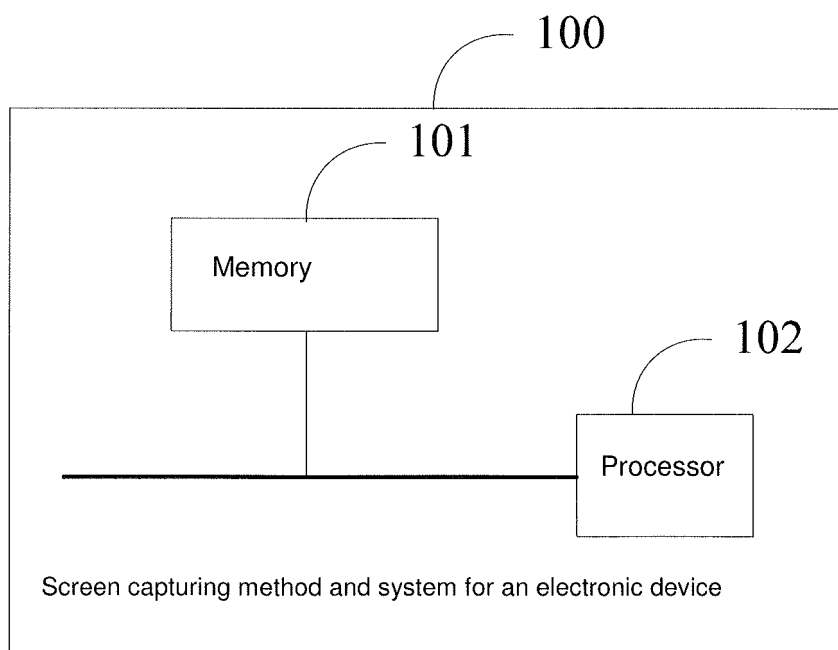 100
101
Memory
102
Processor
Screen capturing method and system for an electronic device